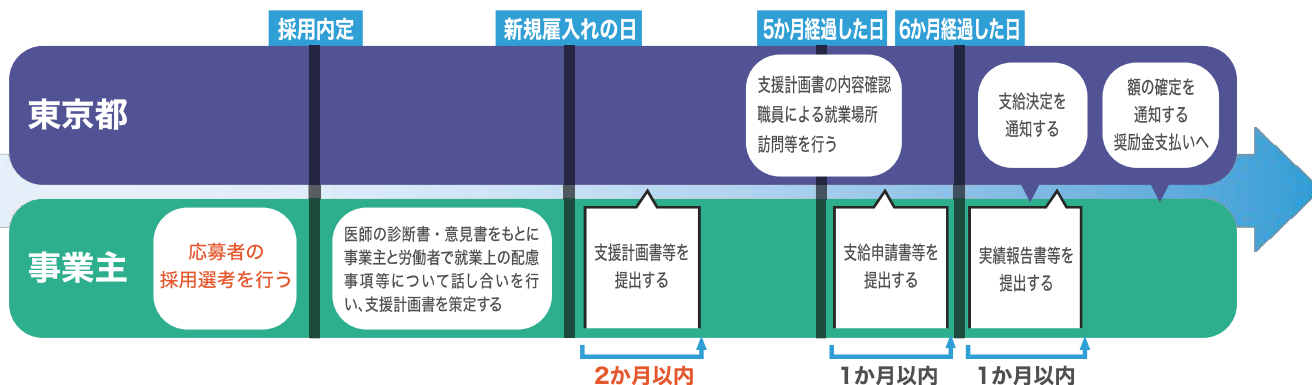 採用内定
新規雇入れの日
5か月経過した日
6か月経過した日
東京都
支援計画書の内容確認
職員による就業場所
訪問等を行う
支給決定を
通知する
額の確定を
通知する
奨励金支払いへ
事業主
応募者の
採用選考を行う
医師の診断書・意見書をもとに
事業主と労働者で就業上の配慮
事項等について話し合いを行
い、支援計画書を策定する
支援計画書等を
提出する
支給申請書等を
提出する
実績報告書等を
提出する
2か月以内
1か月以内
1か月以内